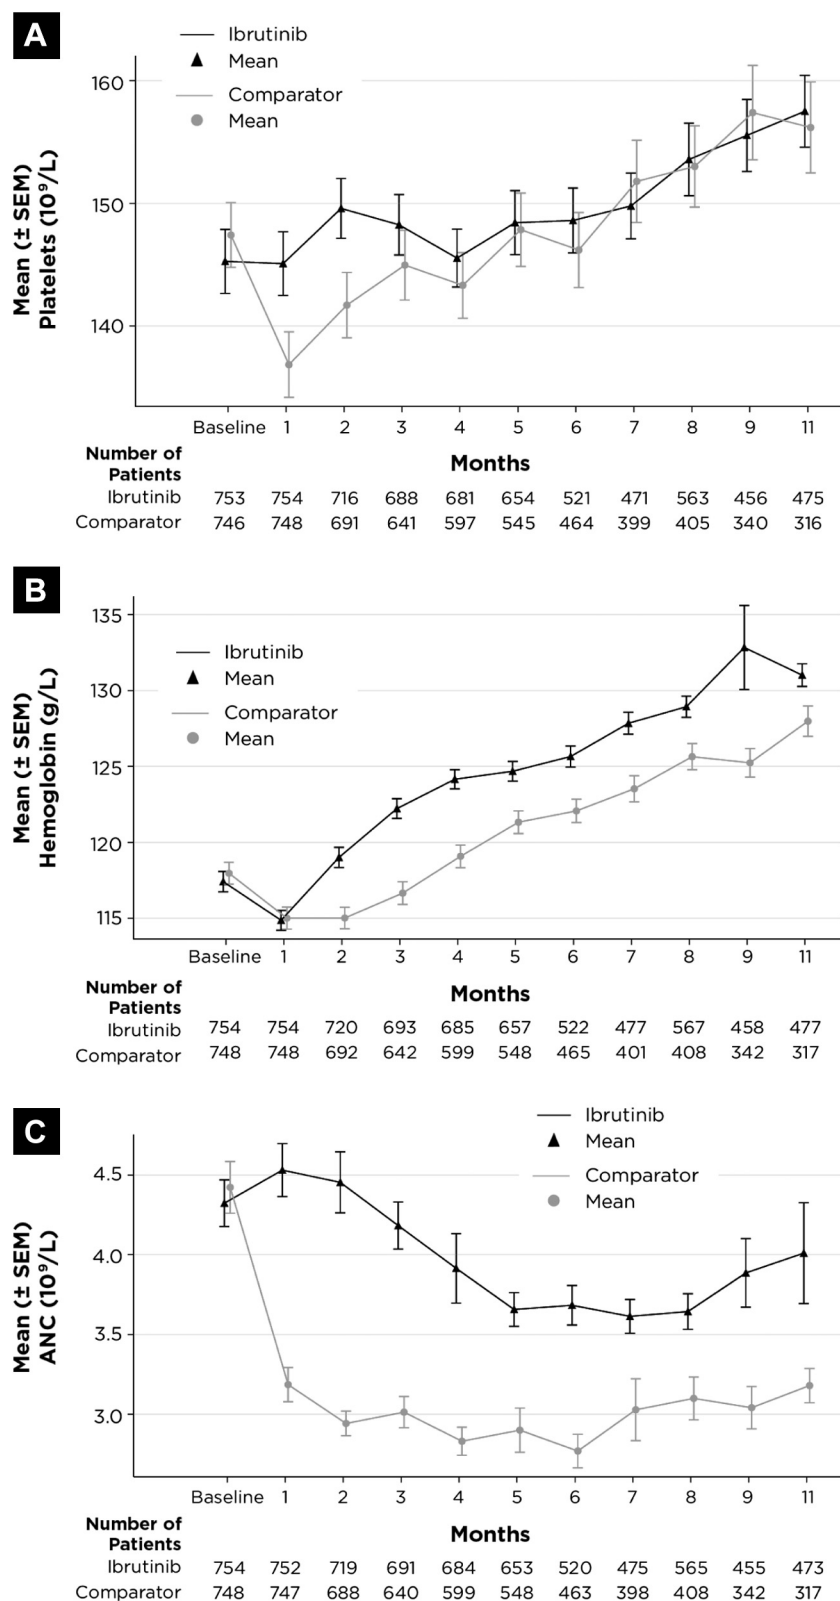 A
Ibrutinib
Mean
Comparator
Mean
Mean (± SEM)
Platelets (10⁹/L)
160
150
140
Baseline 1 2 3 4 5 6 7 8 9 11
Months
Number of
Patients
Ibrutinib 753 754 716 688 681 654 521 471 563 456 475
Comparator 746 748 691 641 597 545 464 399 405 340 316
B
Ibrutinib
Mean
Comparator
Mean
Mean (± SEM)
Hemoglobin (g/L)
135
130
125
120
115
Baseline 1 2 3 4 5 6 7 8 9 11
Months
Number of
Patients
Ibrutinib 754 754 720 693 685 657 522 477 567 458 477
Comparator 748 748 692 642 599 548 465 401 408 342 317
C
Ibrutinib
Mean
Comparator
Mean
Mean (± SEM)
ANC (10⁹/L)
4.5
4.0
3.5
3.0
Baseline 1 2 3 4 5 6 7 8 9 11
Months
Number of
Patients
Ibrutinib 754 752 719 691 684 653 520 475 565 455 473
Comparator 748 747 688 640 599 548 463 398 408 342 317